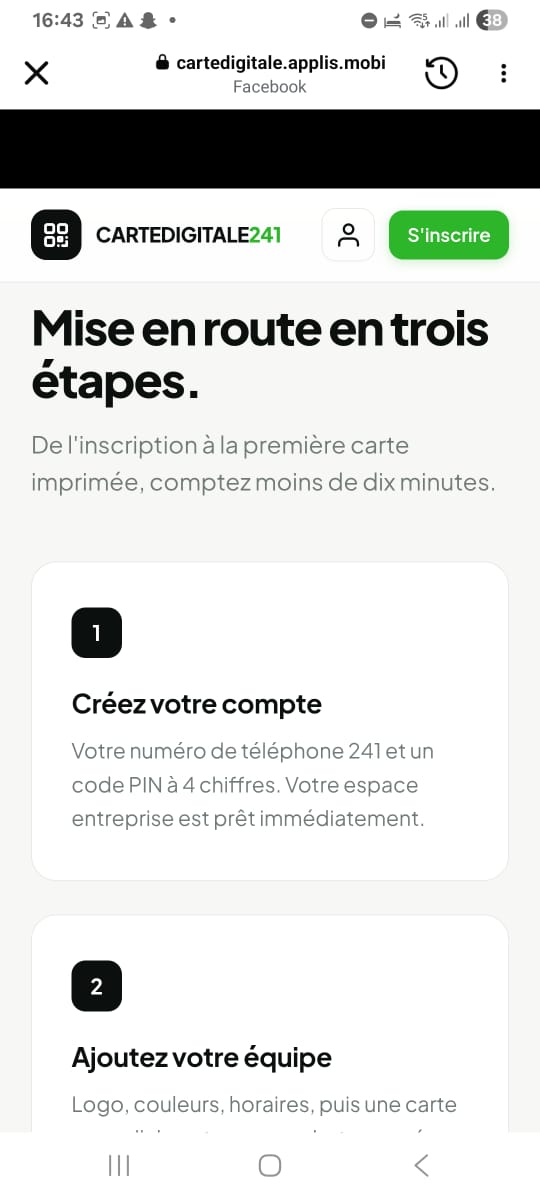 16:43
38
cartedigitale.applis.mobi
Facebook
CARTEDIGITALE241
S'inscrire
Mise en route en trois
étapes.
De l'inscription à la première carte
imprimée, comptez moins de dix minutes.
1
Créez votre compte
Votre numéro de téléphone 241 et un
code PIN à 4 chiffres. Votre espace
entreprise est prêt immédiatement.
2
Ajoutez votre équipe
Logo, couleurs, horaires, puis une carte